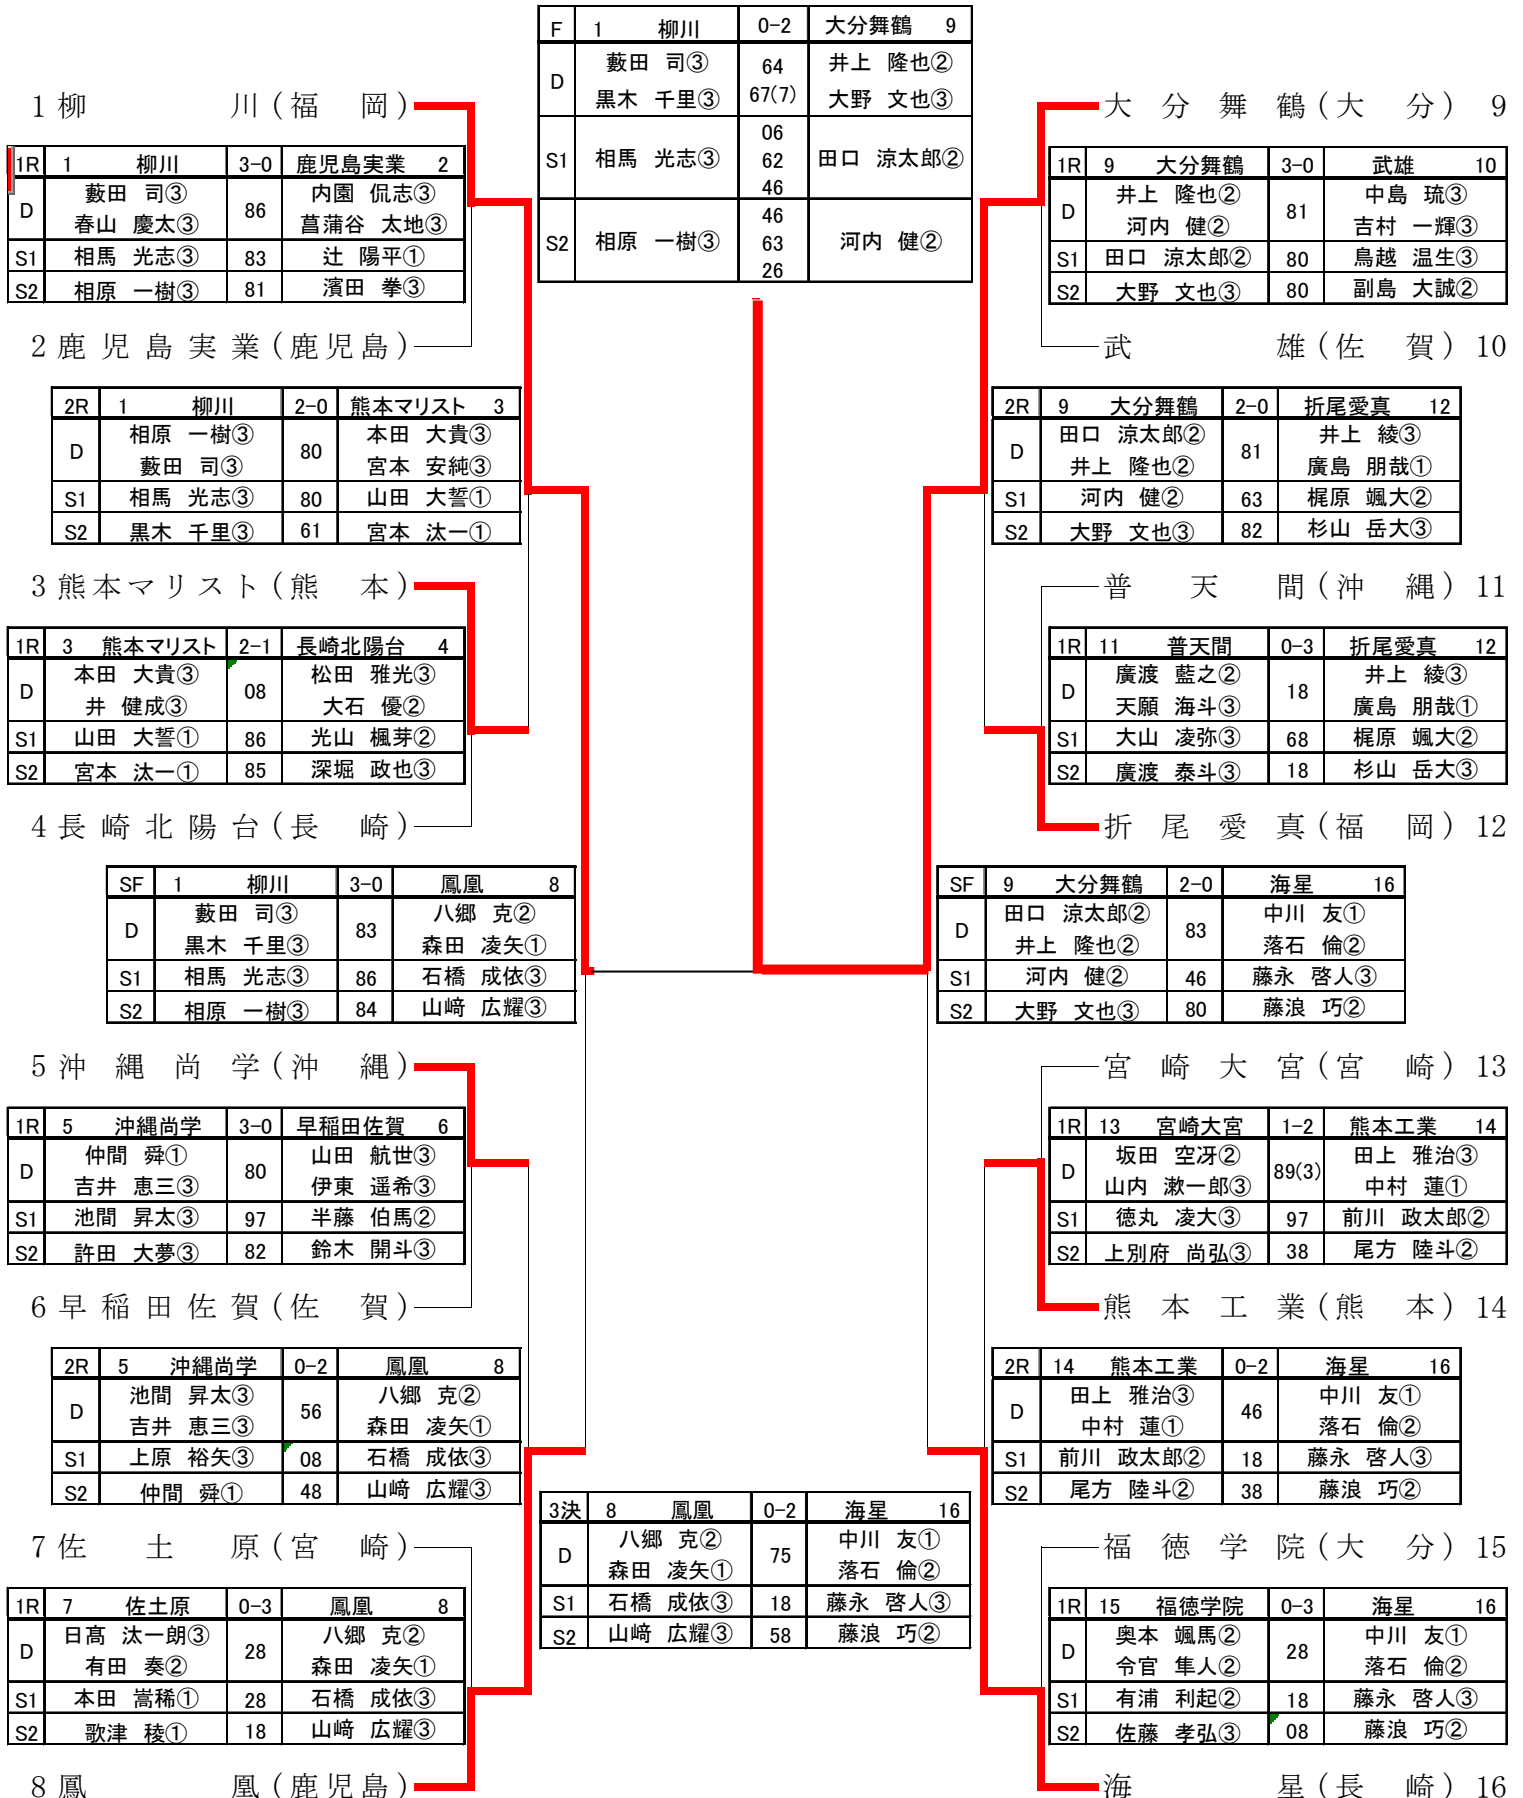 F 1 柳川 0-2 大分舞鶴 9
D 藪田 司③ 64 井上 隆也②
黒木 千里③ 67(7) 大野 文也③
S1 相馬 光志③ 06 62 46 田口 涼太郎②
S2 相原 一樹③ 46 63 26 河内 健②
1 柳川(福岡)
1R 1 柳川 3-0 鹿児島実業 2
D 藪田 司③ 86 内園 侃志③
春山 慶太③ 菖蒲谷 太地③
S1 相馬 光志③ 83 辻 陽平①
S2 相原 一樹③ 81 濱田 拳③
2 鹿児島実業(鹿児島)
2R 1 柳川 2-0 熊本マリスト 3
D 相原 一樹③ 80 本田 大貴③
藪田 司③ 宮本 安純③
S1 相馬 光志③ 80 山田 大誓①
S2 黒木 千里③ 61 宮本 汰一①
3 熊本マリスト(熊本)
1R 3 熊本マリスト 2-1 長崎北陽台 4
D 本田 大貴③ 08 松田 雅光③
井 健成③ 大石 優②
S1 山田 大誓① 86 光山 楓芽②
S2 宮本 汰一① 85 深堀 政也③
4 長崎北陽台(長崎)
SF 1 柳川 3-0 鳳凰 8
D 藪田 司③ 83 八郷 克②
黒木 千里③ 森田 凌矢①
S1 相馬 光志③ 86 石橋 成依③
S2 相原 一樹③ 84 山﨑 広耀③
5 沖縄尚学(沖縄)
1R 5 沖縄尚学 3-0 早稲田佐賀 6
D 仲間 舜① 80 山田 航世③
吉井 恵三③ 伊東 遥希③
S1 池間 昇太③ 97 半藤 伯馬②
S2 許田 大夢③ 82 鈴木 開斗③
6 早稲田佐賀(佐賀)
2R 5 沖縄尚学 0-2 鳳凰 8
D 池間 昇太③ 56 八郷 克②
吉井 恵三③ 森田 凌矢①
S1 上原 裕矢③ 08 石橋 成依③
S2 仲間 舜① 48 山﨑 広耀③
7 佐土原(宮崎)
1R 7 佐土原 0-3 鳳凰 8
D 日髙 汰一朗③ 28 八郷 克②
有田 奏② 森田 凌矢①
S1 本田 嵩稀① 28 石橋 成依③
S2 歌津 稜① 18 山﨑 広耀③
8 鳳凰(鹿児島)
3決 8 鳳凰 0-2 海星 16
D 八郷 克② 75 中川 友①
森田 凌矢① 落石 倫②
S1 石橋 成依③ 18 藤永 啓人③
S2 山﨑 広耀③ 58 藤浪 巧②
大分舞鶴(大分) 9
1R 9 大分舞鶴 3-0 武雄 10
D 井上 隆也② 81 中島 琉③
河内 健② 吉村 一輝③
S1 田口 涼太郎② 80 鳥越 温生③
S2 大野 文也③ 80 副島 大誠②
武雄(佐賀) 10
2R 9 大分舞鶴 2-0 折尾愛真 12
D 田口 涼太郎② 81 井上 綾③
井上 隆也② 廣島 朋哉①
S1 河内 健② 63 梶原 颯大②
S2 大野 文也③ 82 杉山 岳大③
普天間(沖縄) 11
1R 11 普天間 0-3 折尾愛真 12
D 廣渡 藍之② 18 井上 綾③
天願 海斗③ 廣島 朋哉①
S1 大山 凌弥③ 68 梶原 颯大②
S2 廣渡 泰斗③ 18 杉山 岳大③
折尾愛真(福岡) 12
SF 9 大分舞鶴 2-0 海星 16
D 田口 涼太郎② 83 中川 友①
井上 隆也② 落石 倫②
S1 河内 健② 46 藤永 啓人③
S2 大野 文也③ 80 藤浪 巧②
宮崎大宮(宮崎) 13
1R 13 宮崎大宮 1-2 熊本工業 14
D 坂田 空冴② 89(3) 田上 雅治③
山内 漱一郎③ 中村 蓮①
S1 徳丸 凌大③ 97 前川 政太郎②
S2 上別府 尚弘③ 38 尾方 陸斗②
熊本工業(熊本) 14
2R 14 熊本工業 0-2 海星 16
D 田上 雅治③ 46 中川 友①
中村 蓮① 落石 倫②
S1 前川 政太郎② 18 藤永 啓人③
S2 尾方 陸斗② 38 藤浪 巧②
福徳学院(大分) 15
1R 15 福徳学院 0-3 海星 16
D 奥本 颯馬② 28 中川 友①
令官 隼人② 落石 倫②
S1 有浦 利起② 18 藤永 啓人③
S2 佐藤 孝弘③ 08 藤浪 巧②
海星(長崎) 16